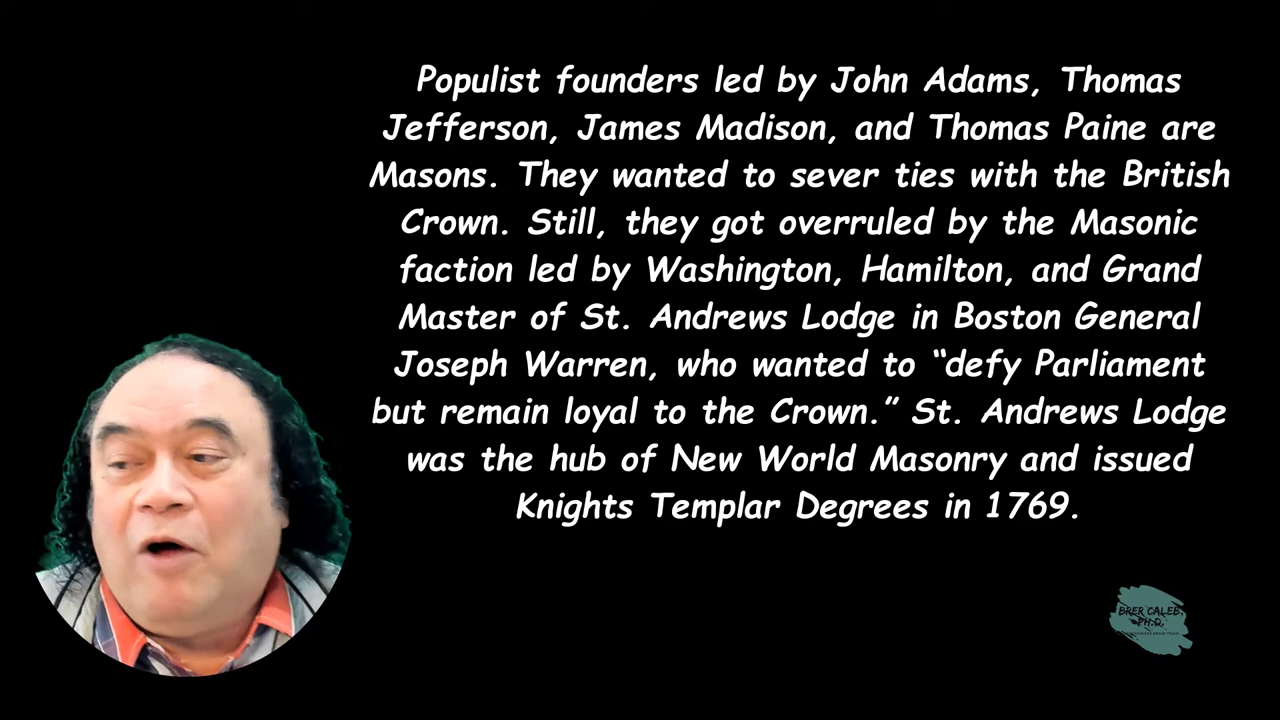 Populist founders led by John Adams, Thomas
Jefferson, James Madison, and Thomas Paine are
Masons. They wanted to sever ties with the British
Crown. Still, they got overruled by the Masonic
faction led by Washington, Hamilton, and Grand
Master of St. Andrews Lodge in Boston General
Joseph Warren, who wanted to “defy Parliament
but remain loyal to the Crown.” St. Andrews Lodge
was the hub of New World Masonry and issued
Knights Templar Degrees in 1769.
BRER CALEB,
PH.D.